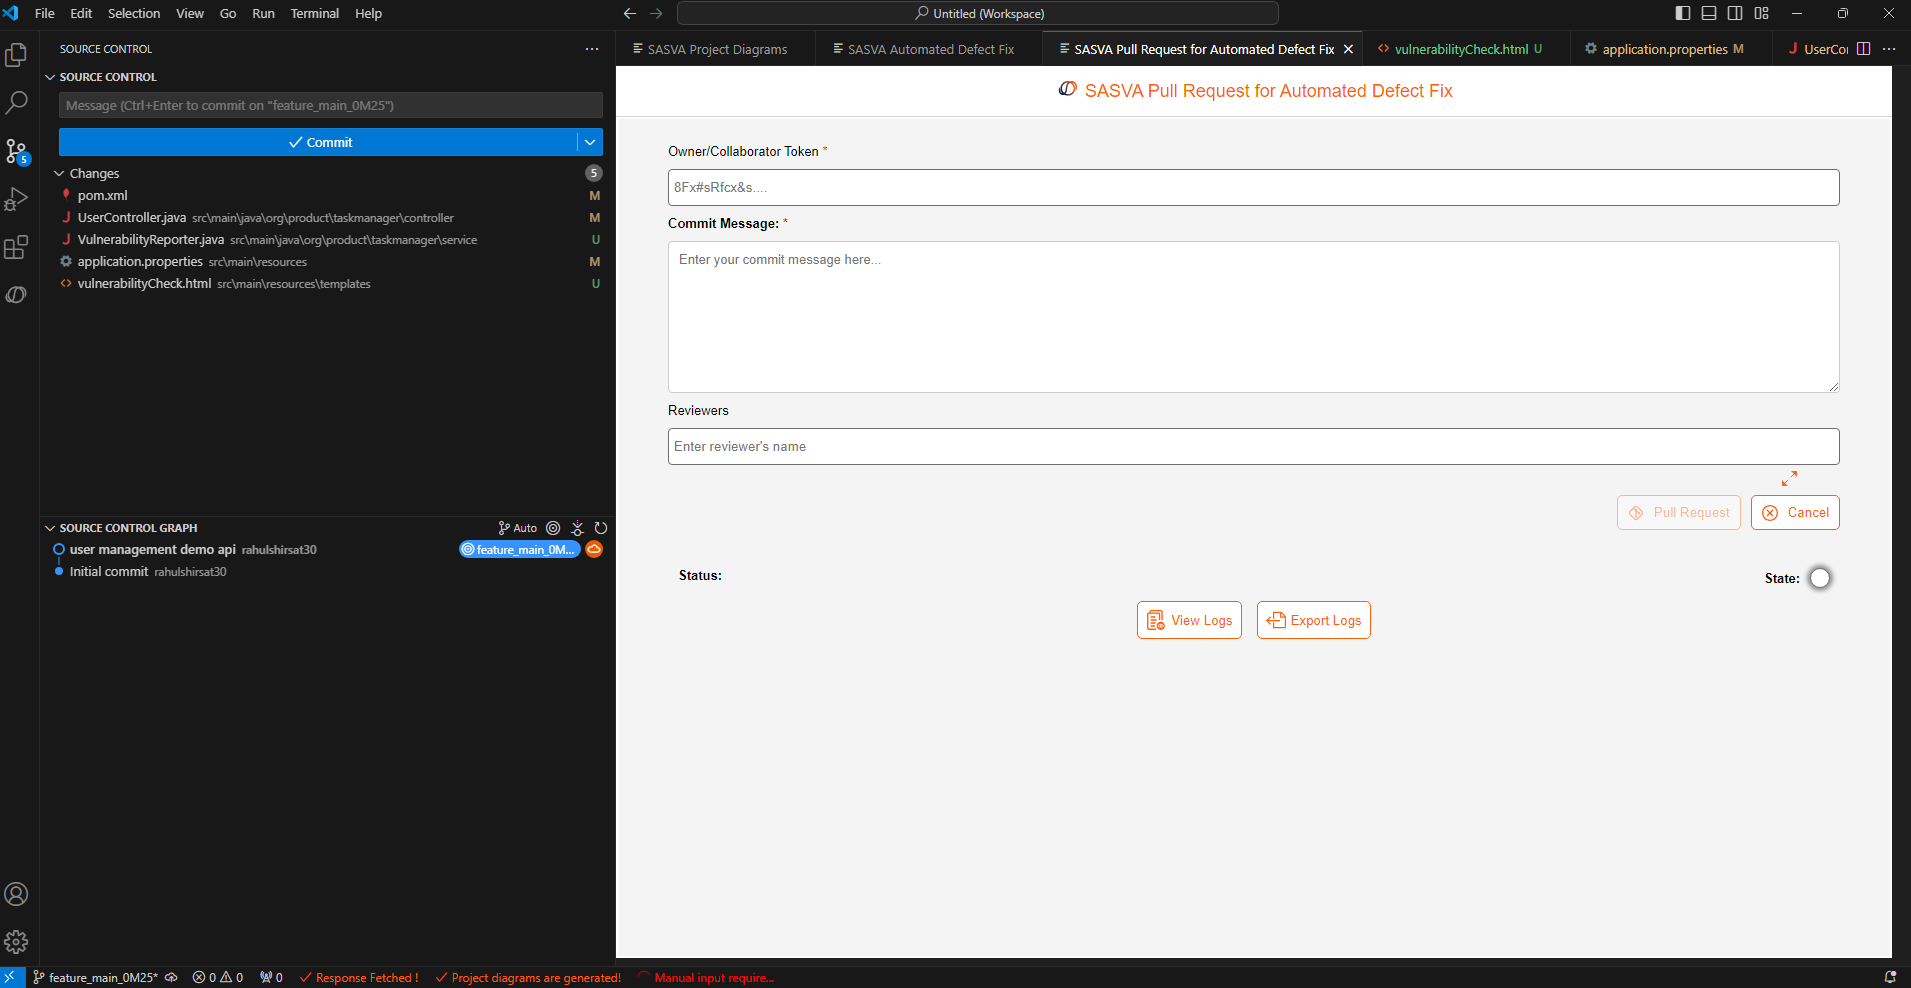 File Edit Selection View Go Run Terminal Help
Untitled (Workspace)
SOURCE CONTROL
SASVA Project Diagrams
SASVA Automated Defect Fix
SASVA Pull Request for Automated Defect Fix
vulnerabilityCheck.html U
application.properties M
UserCo
SOURCE CONTROL
Message (Ctrl+Enter to commit on "feature_main_0M25")
Commit
Changes 5
pom.xml M
UserController.java src\main\java\org\product\taskmanager\controller M
VulnerabilityReporter.java src\main\java\org\product\taskmanager\service U
application.properties src\main\resources M
vulnerabilityCheck.html src\main\resources\templates U
5
SOURCE CONTROL GRAPH Auto
user management demo api rahulshirsat30 feature_main_0M...
Initial commit rahulshirsat30
SASVA Pull Request for Automated Defect Fix
Owner/Collaborator Token *
8Fx#sRfcx&s....
Commit Message: *
Enter your commit message here...
Reviewers
Enter reviewer's name
Pull Request Cancel
Status:
State:
View Logs Export Logs
feature_main_0M25* 0 0 0 Response Fetched ! Project diagrams are generated! Manual input require...